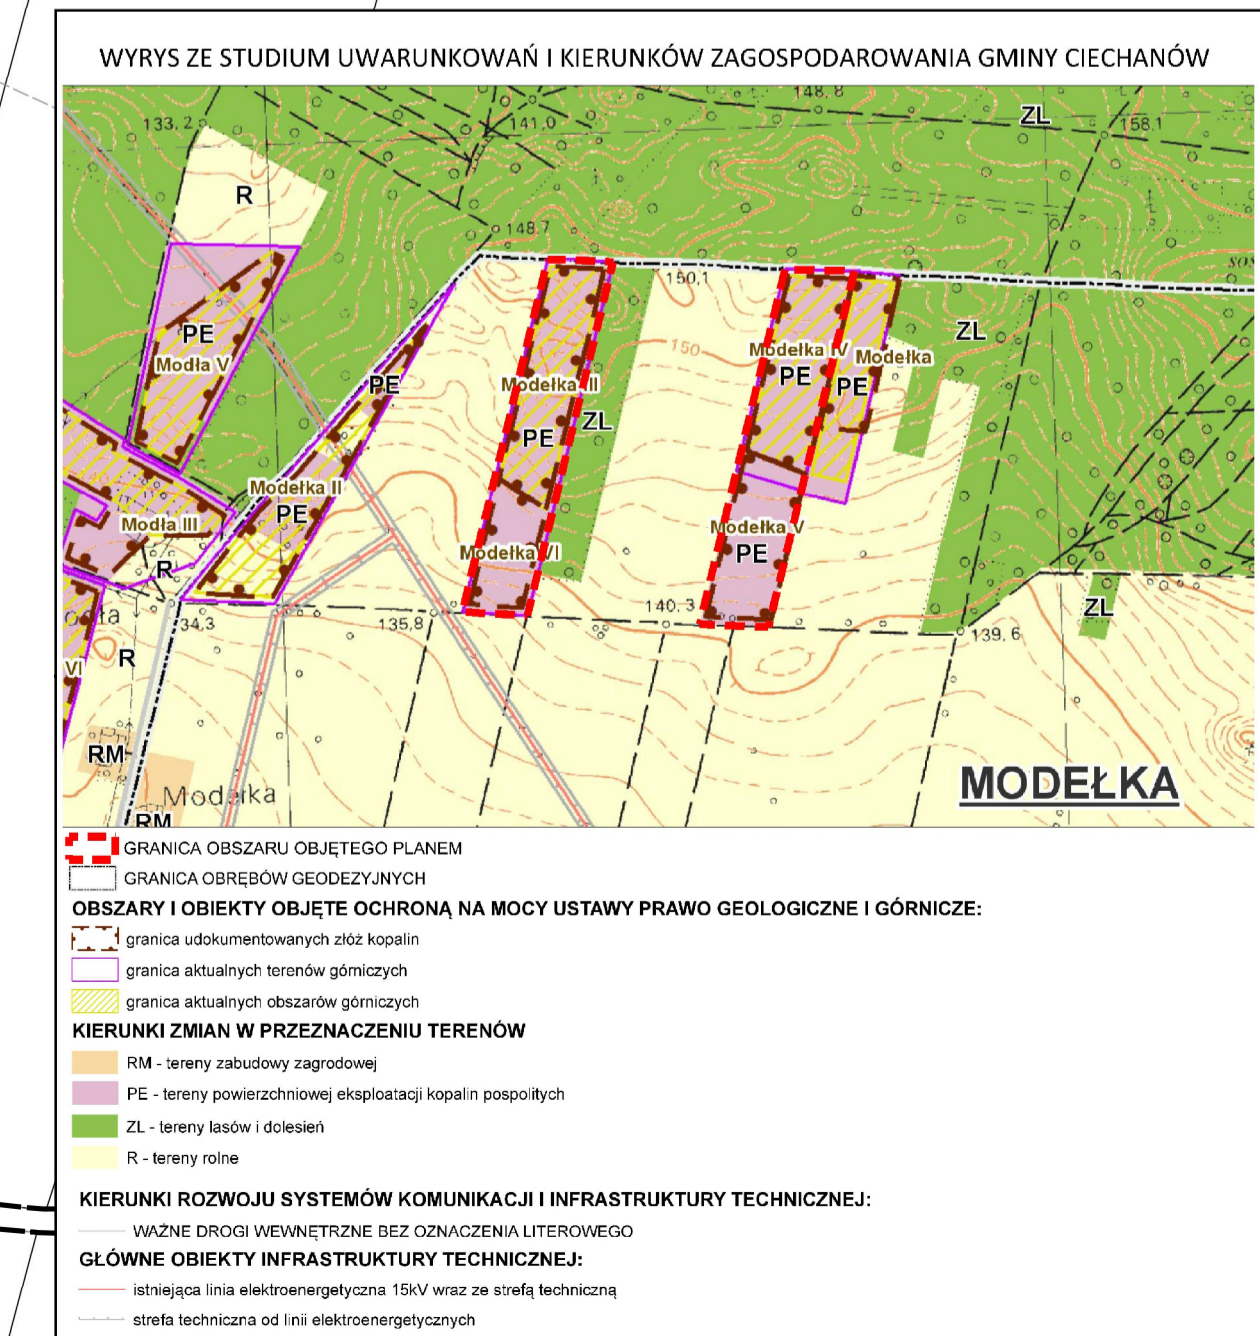 WYRYS ZE STUDIUM UWARUNKOWAŃ I KIERUNKÓW ZAGOSPODAROWANIA GMINY CIECHANÓW
148,8
133,2
141,0
ZL
158,1
R
148.7
150,1
PE
Modła V
ZL
150
Modełka IV
Modełka
PE
PE
PE
Modełka III
ZL
PE
Modełka II
PE
Modła III
Modełka V
PE
Modełka VI
R
140.3
ZL
34,3
135,8
139,6
R
VI
RM
Modełka
MODEŁKA
RM
GRANICA OBSZARU OBJĘTEGO PLANEM
GRANICA OBRĘBÓW GEODEZYJNYCH
OBSZARY I OBIEKTY OBJĘTE OCHRONĄ NA MOCY USTAWY PRAWO GEOLOGICZNE I GÓRNICZE:
granica udokumentowanych złóż kopalin
granica aktualnych terenów górniczych
granica aktualnych obszarów górniczych
KIERUNKI ZMIAN W PRZEZNACZENIU TERENÓW
RM - tereny zabudowy zagrodowej
PE - tereny powierzchniowej eksploatacji kopalin pospolitych
ZL - tereny lasów i dolesień
R - tereny rolne
KIERUNKI ROZWOJU SYSTEMÓW KOMUNIKACJI I INFRASTRUKTURY TECHNICZNEJ:
WAŻNE DROGI WEWNĘTRZNE BEZ OZNACZENIA LITEROWEGO
GŁÓWNE OBIEKTY INFRASTRUKTURY TECHNICZNEJ:
istniejąca linia elektroenergetyczna 15kV wraz ze strefą techniczną
strefa techniczna od linii elektroenergetycznych